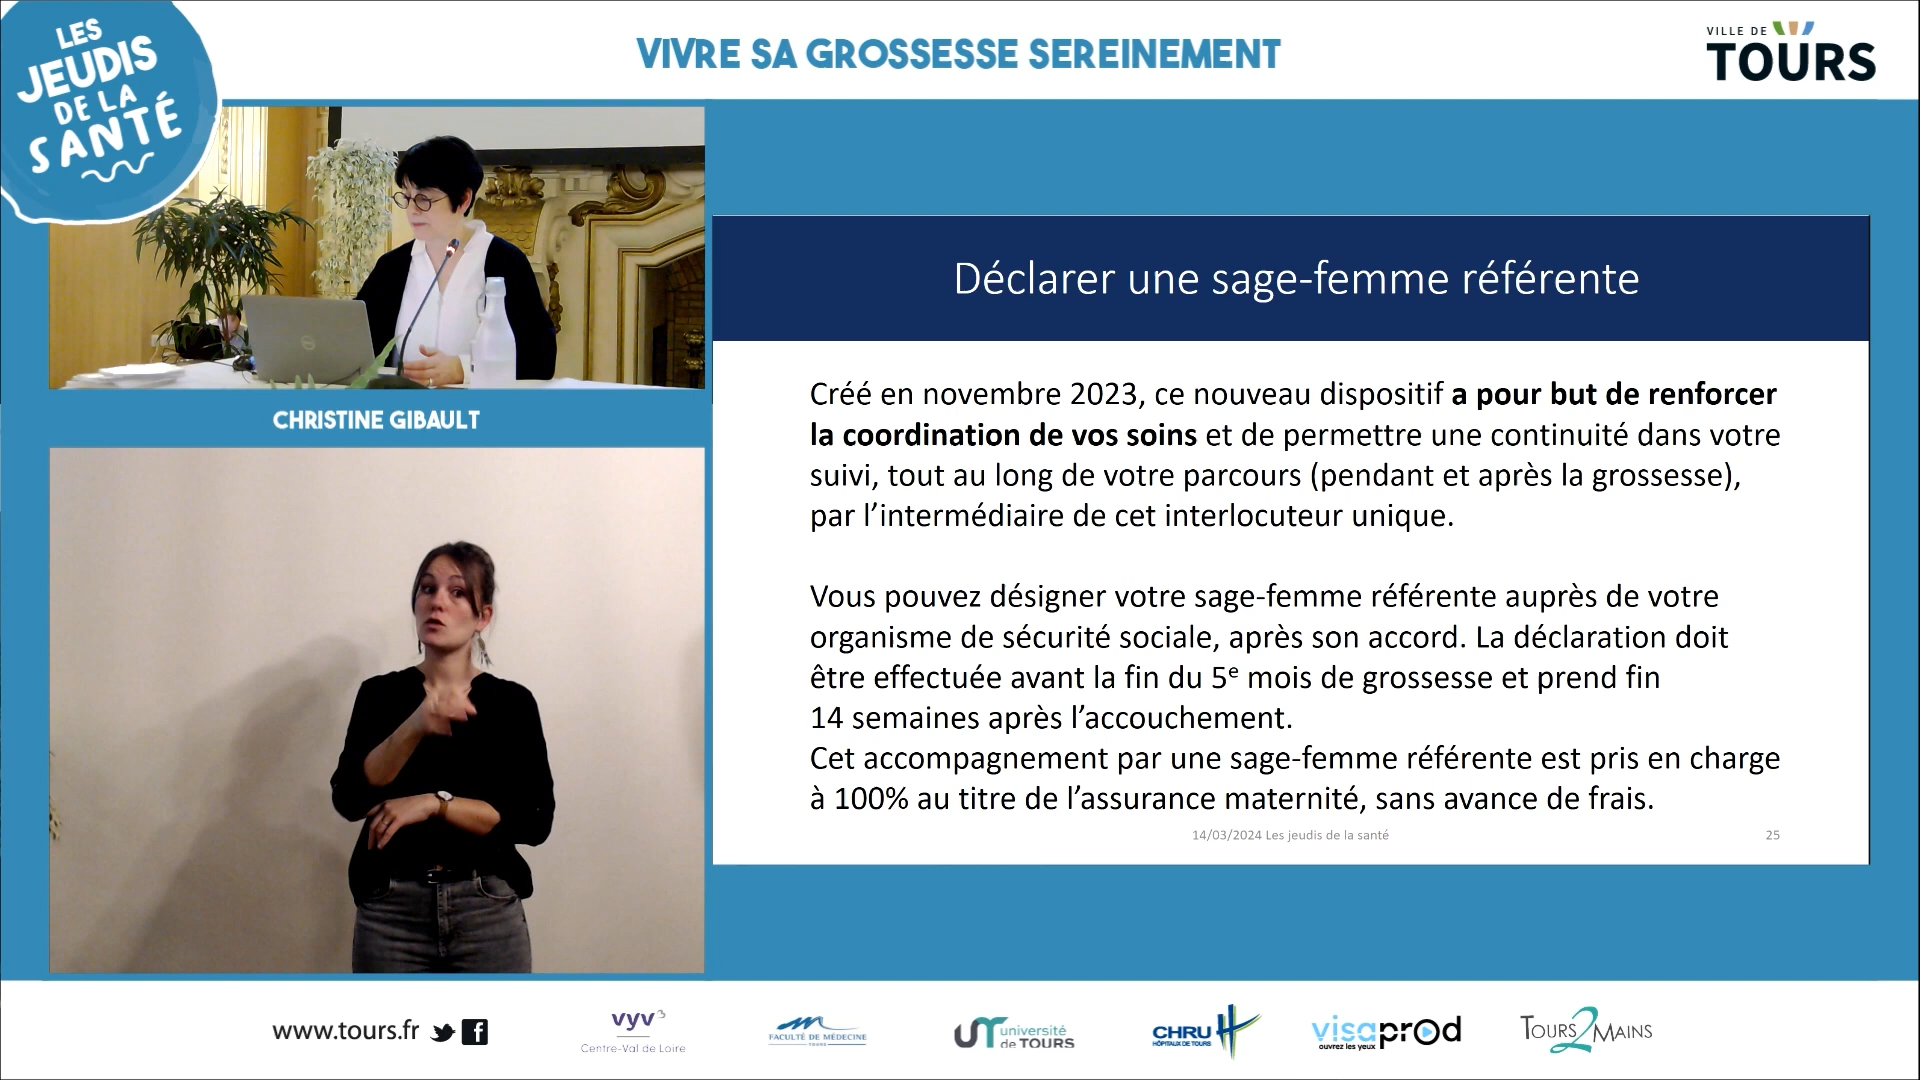 LES
JEUDIS
DE LA
SANTÉ
VIVRE SA GROSSESSE SEREINEMENT
VILLE DE
TOURS
CHRISTINE GIBAULT
Déclarer une sage-femme référente
Créé en novembre 2023, ce nouveau dispositif a pour but de renforcer
la coordination de vos soins et de permettre une continuité dans votre
suivi, tout au long de votre parcours (pendant et après la grossesse),
par l’intermédiaire de cet interlocuteur unique.
Vous pouvez désigner votre sage-femme référente auprès de votre
organisme de sécurité sociale, après son accord. La déclaration doit
être effectuée avant la fin du 5e mois de grossesse et prend fin
14 semaines après l’accouchement.
Cet accompagnement par une sage-femme référente est pris en charge
à 100% au titre de l’assurance maternité, sans avance de frais.
14/03/2024 Les jeudis de la santé
25
www.tours.fr
vyv3
Centre-Val de Loire
FACULTÉ DE MÉDECINE
TOURS
université
de TOURS
CHRU
HÔPITAUX DE TOURS
visaprod
ouvrez les yeux
TOURS 2 MAINS